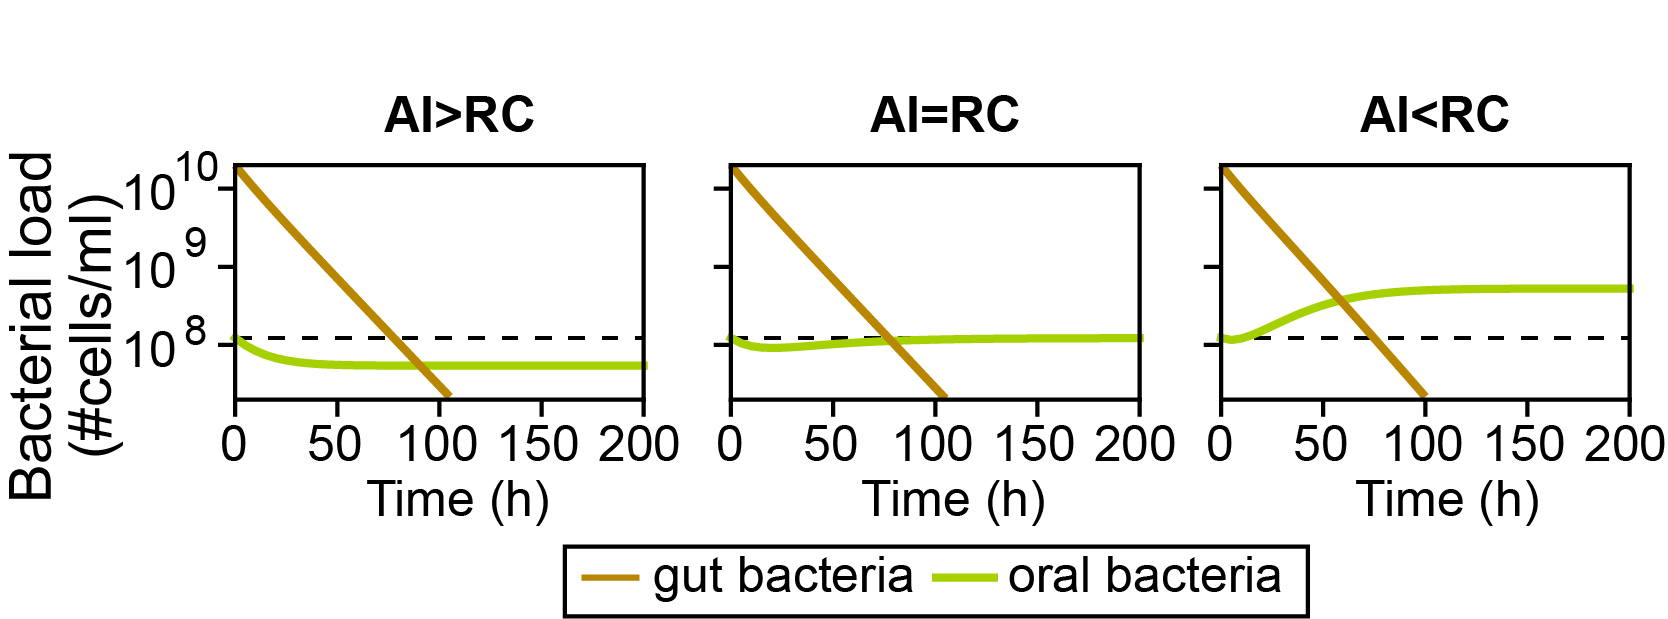 AI>RC AI=RC AI<RC
Bacterial load
(#cells/ml)
10^10
10^9
10^8
0 50 100 150 200 0 50 100 150 200 0 50 100 150 200
Time (h) Time (h) Time (h)
gut bacteria oral bacteria